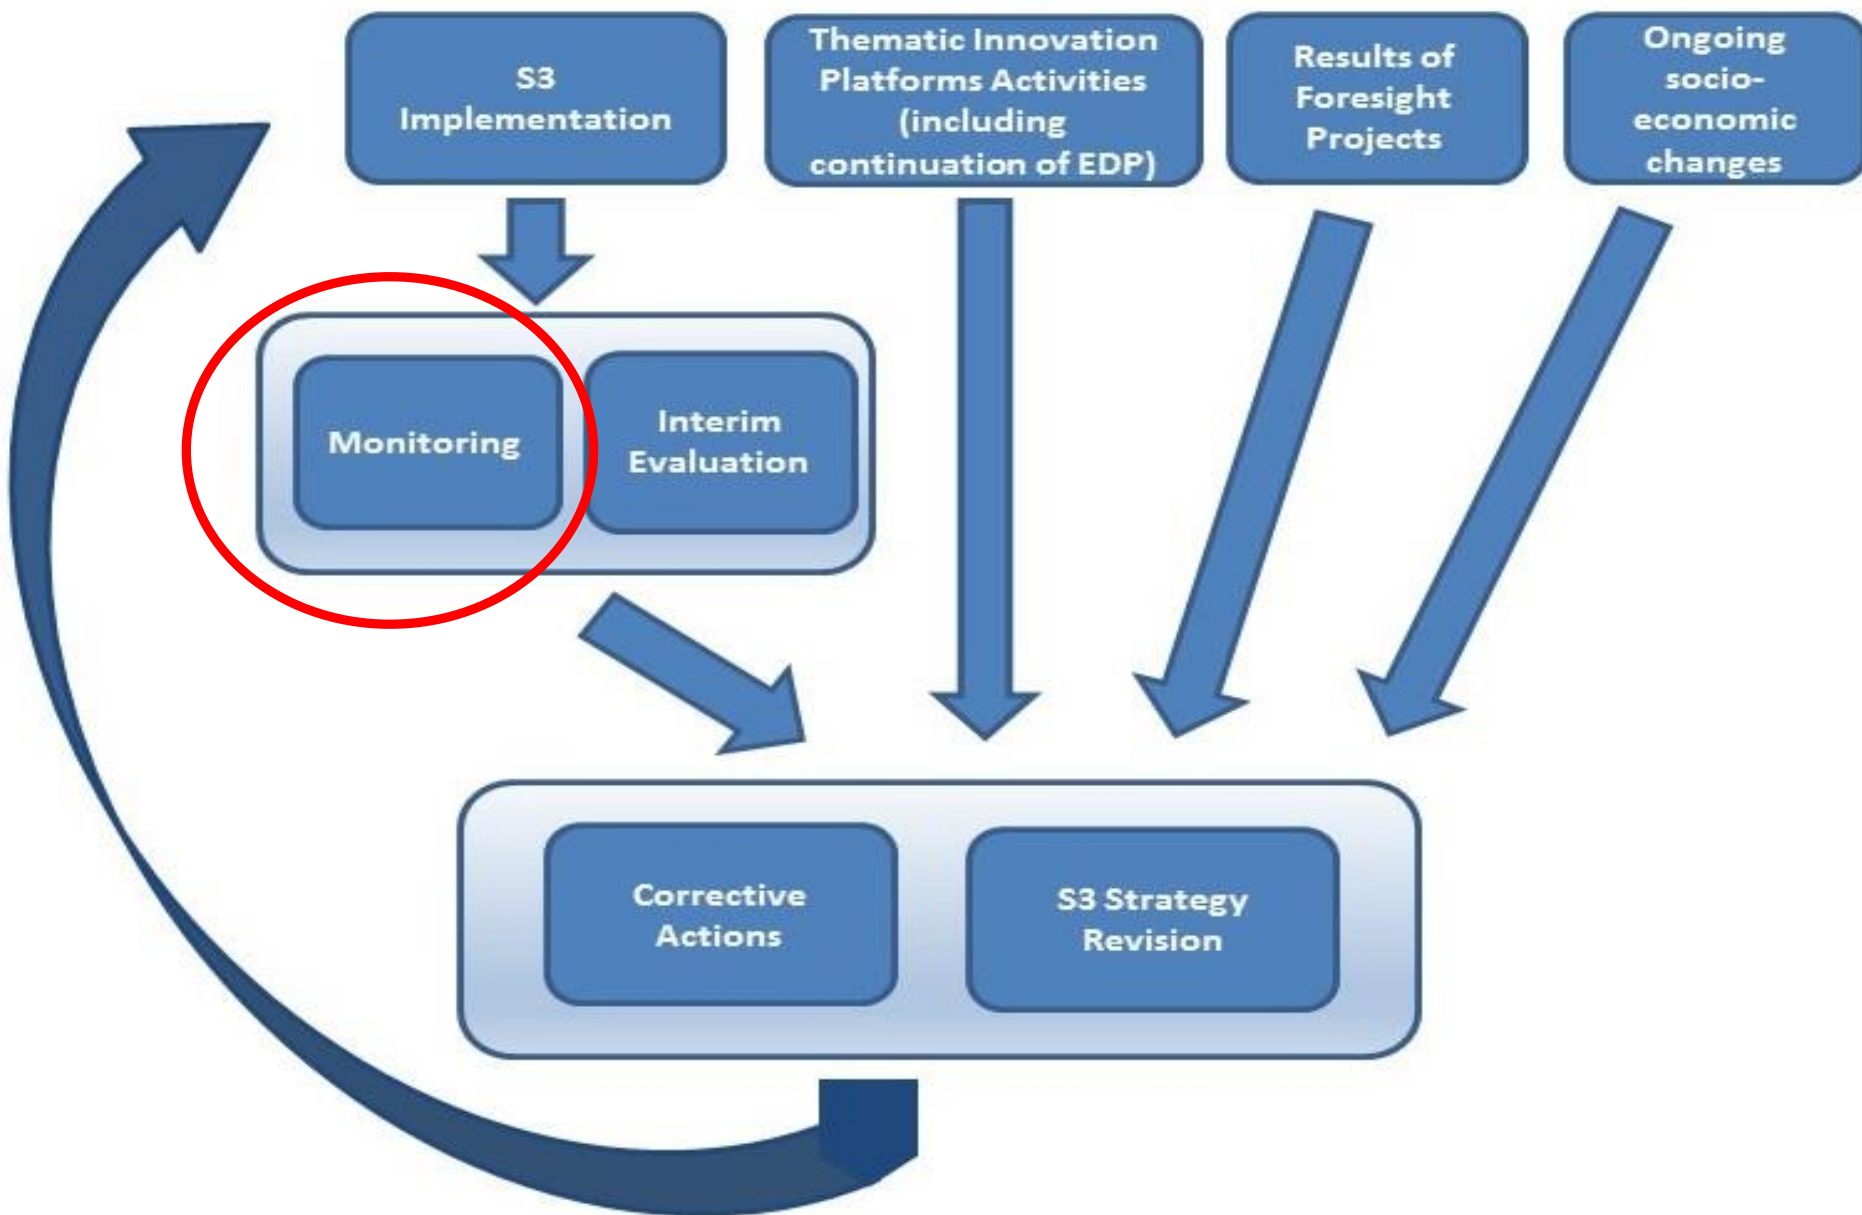 S3
Implementation
Thematic Innovation
Platforms Activities
(including
continuation of EDP)
Results of
Foresight
Projects
Ongoing
socio-
economic
changes
Monitoring
Interim
Evaluation
Corrective
Actions
S3 Strategy
Revision